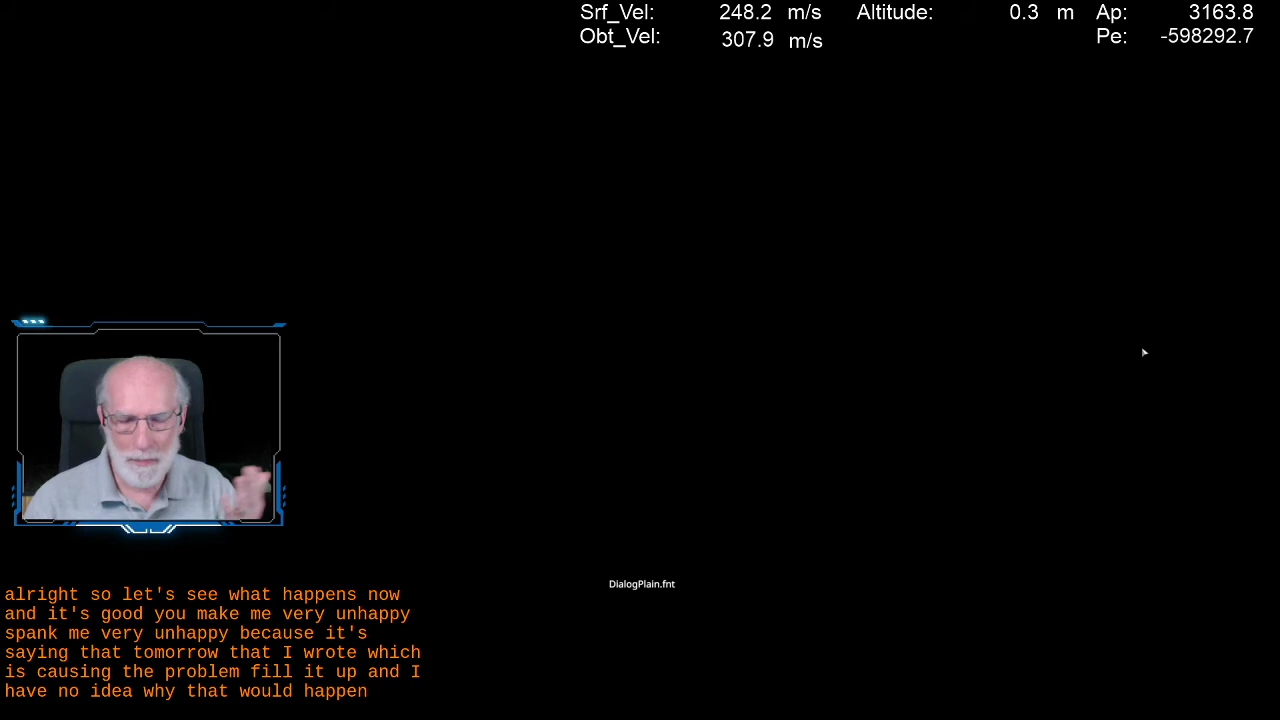 Srf_Vel: 248.2 m/s Altitude: 0.3 m Ap: 3163.8
Obt_Vel: 307.9 m/s Pe: -598292.7
DialogPlain.fnt
alright so let's see what happens now
and it's good you make me very unhappy
spank me very unhappy because it's
saying that tomorrow that I wrote which
is causing the problem fill it up and I
have no idea why that would happen